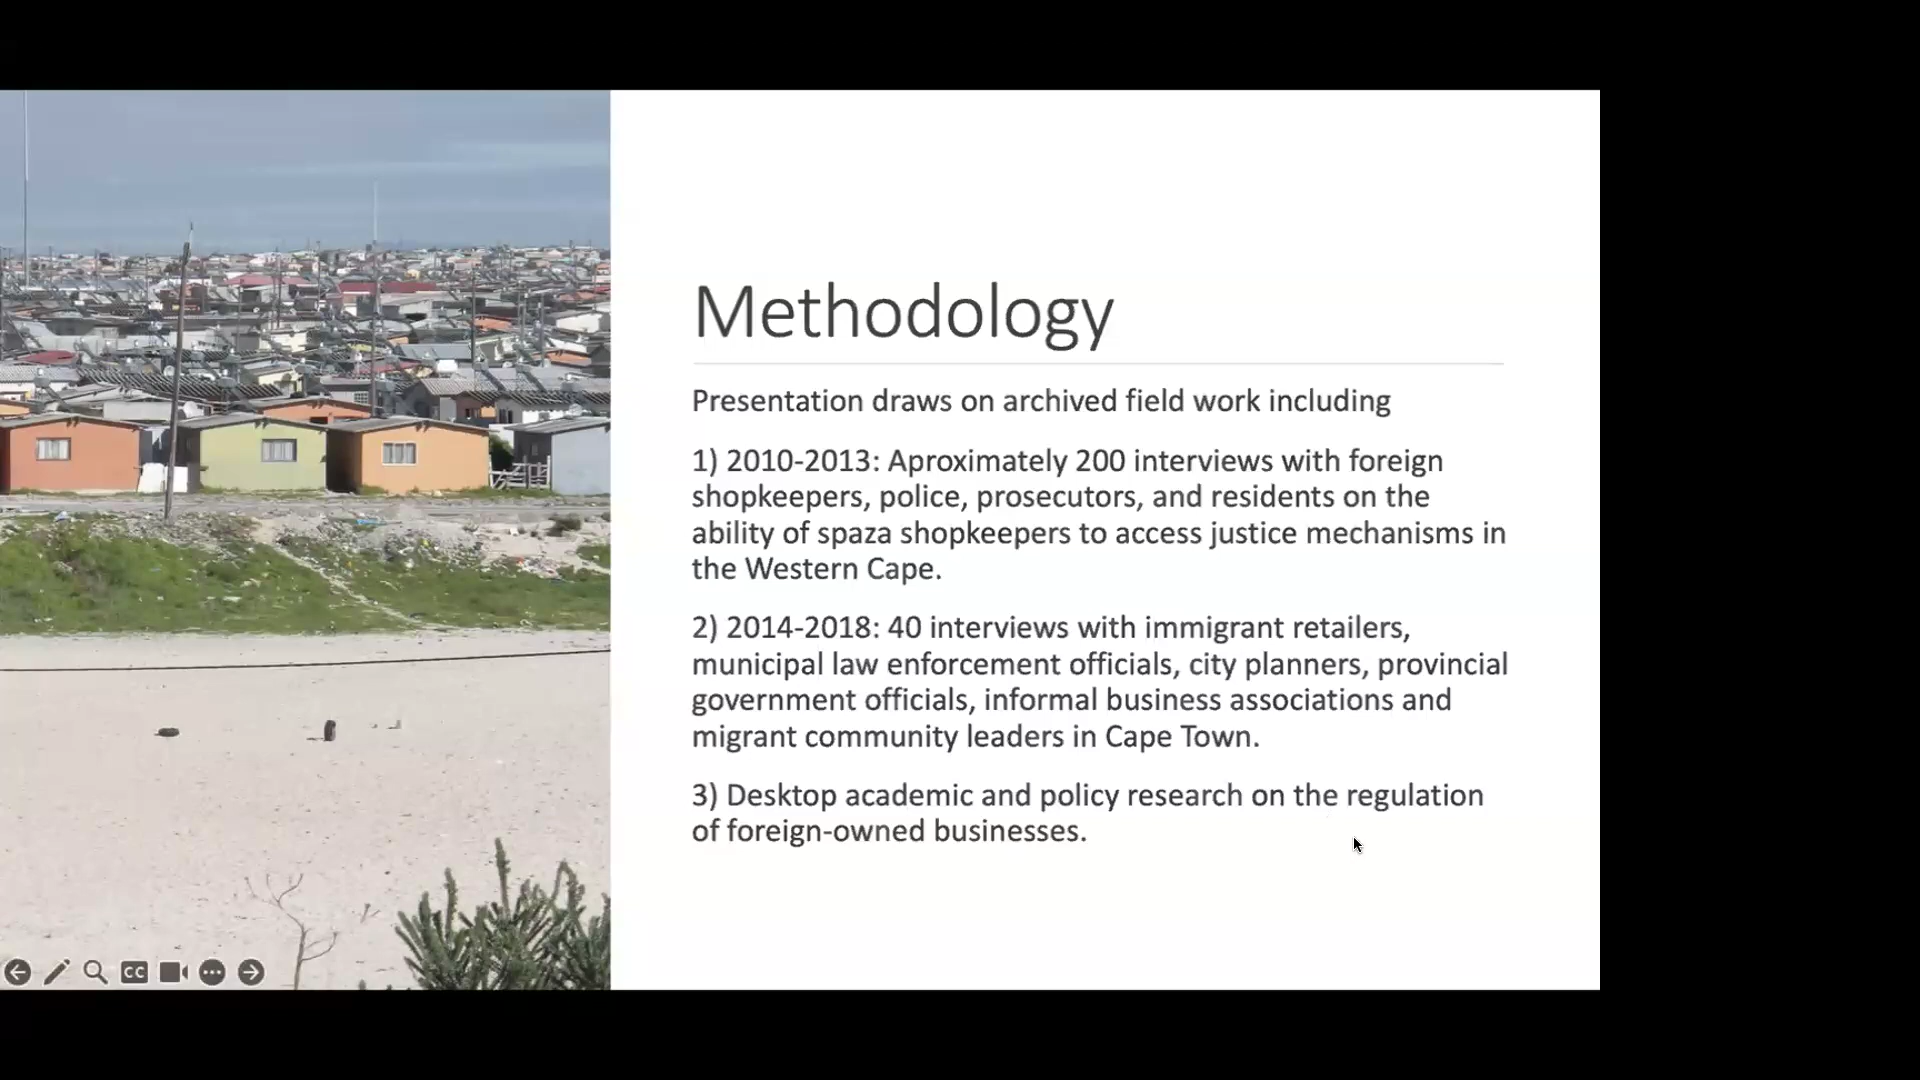 Methodology
Presentation draws on archived field work including
1) 2010-2013: Aproximately 200 interviews with foreign
shopkeepers, police, prosecutors, and residents on the
ability of spaza shopkeepers to access justice mechanisms in
the Western Cape.
2) 2014-2018: 40 interviews with immigrant retailers,
municipal law enforcement officials, city planners, provincial
government officials, informal business associations and
migrant community leaders in Cape Town.
3) Desktop academic and policy research on the regulation
of foreign-owned businesses.
CC